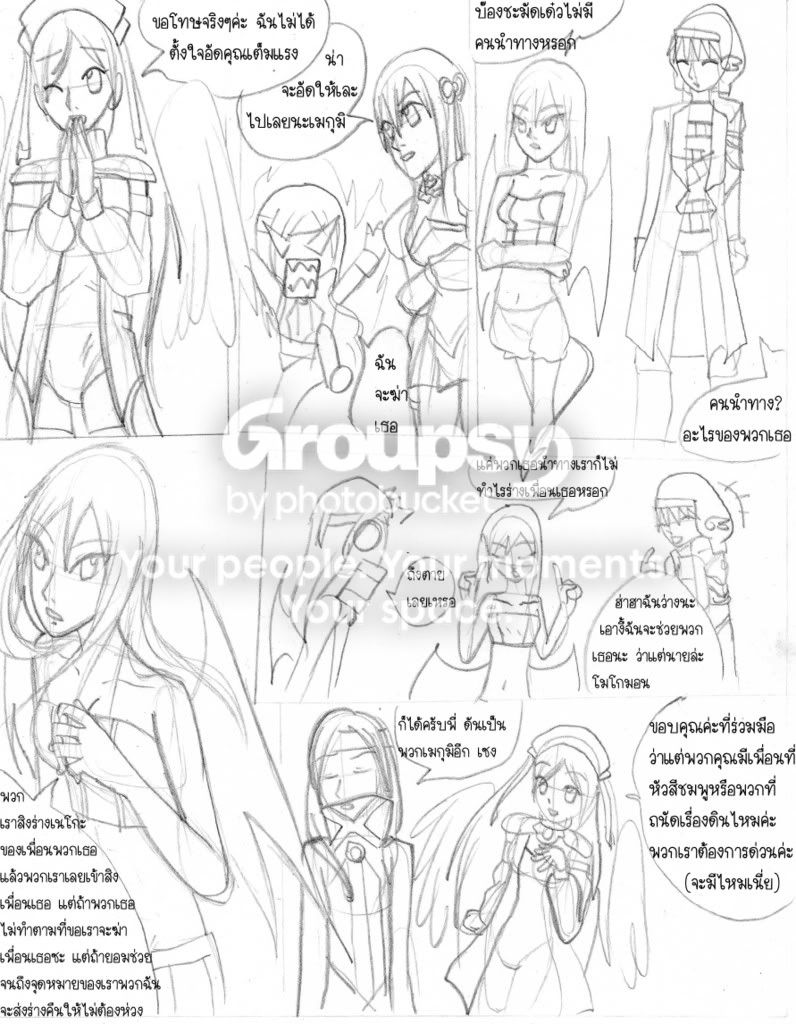 ขอโทษจริงๆค่ะ ฉันไม่ได้
ตั้งใจอัดคุณเต็มแรง
น่า
จะอัดให้เละ
ไปเลยนะเมกุมิ
ฉัน
จะฆ่า
เธอ
บ๊องชะมัดเดี๋วไม่มี
คนนำทางหรอก
คนนำทาง?
อะไรของพวกเธอ
Groupsin
by photobucket
Your people. Your moments.
Your space.
พวก
เราสิงร่างเนโกะ
ของเพื่อนพวกเธอ
แล้วพวกเราเลยเข้าสิง
เพื่อนเธอ แต่ถ้าพวกเธอ
ไม่ทำตามที่ขอเราจะฆ่า
เพื่อนเธอซะ แต่ถ้ายอมช่วย
จนถึงจุดหมายของเราพวกฉัน
จะส่งร่างคืนให้ไม่ต้องห่วง
ถึงตาย
เลยเหรอ
แค่พวกเธอนำทางเราก็ไม่
ทำไรร่างเพื่อนเธอหรอก
ฮ่าฮาฉันว่างนะ
เอางี้ฉันจะช่วยพวก
เธอนะ ว่าแต่นายล่ะ
โมโกมอน
ก็ได้ครับพี่ ดันเป็น
พวกเมกุมิอีก เซง
ขอบคุณค่ะที่ร่วมมือ
ว่าแต่พวกคุณมีเพื่อนที่
หัวสีชมพูหรือพวกที่
ถนัดเรื่องดินไหมค่ะ
พวกเราต้องการด่วนค่ะ
(จะมีไหมเนี่ย)